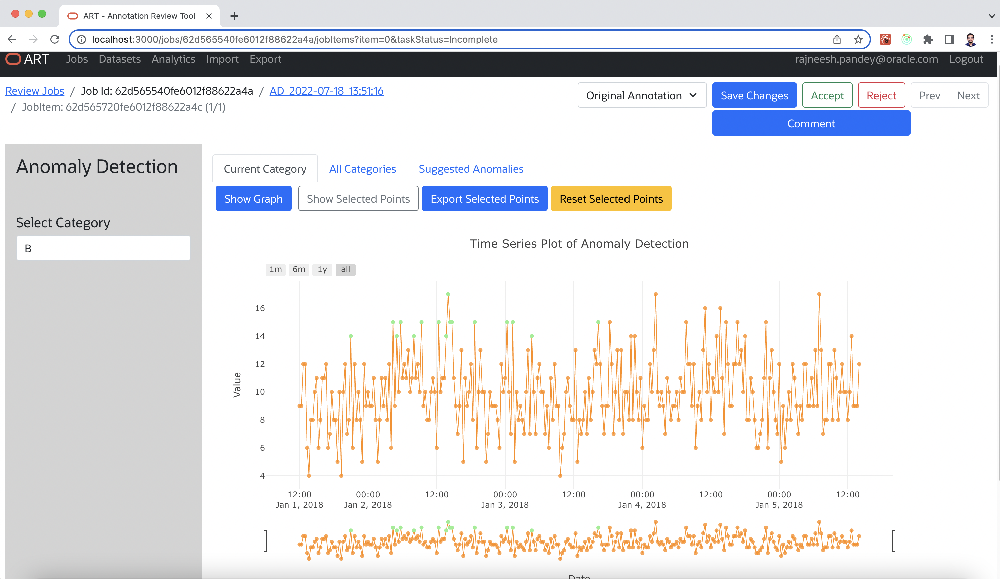 ART - Annotation Review Tool
localhost:3000/jobs/62d565540fe6012f88622a4a/jobItems?item=0&taskStatus=Incomplete
ART Jobs Datasets Analytics Import Export rajneesh.pandey@oracle.com Logout
Review Jobs / Job Id: 62d565540fe6012f88622a4a / AD_2022-07-18_13:51:16
/ JobItem: 62d565720fe6012f88622a4c (1/1)
Original Annotation Save Changes Accept Reject Prev Next
Comment
Anomaly Detection
Select Category
B
Current Category All Categories Suggested Anomalies
Show Graph Show Selected Points Export Selected Points Reset Selected Points
Time Series Plot of Anomaly Detection
1m 6m 1y all
16
14
12
10
8
6
4
Value
12:00 00:00 12:00 00:00 12:00 00:00 12:00 00:00 12:00
Jan 1, 2018 Jan 2, 2018 Jan 3, 2018 Jan 4, 2018 Jan 5, 2018
Date